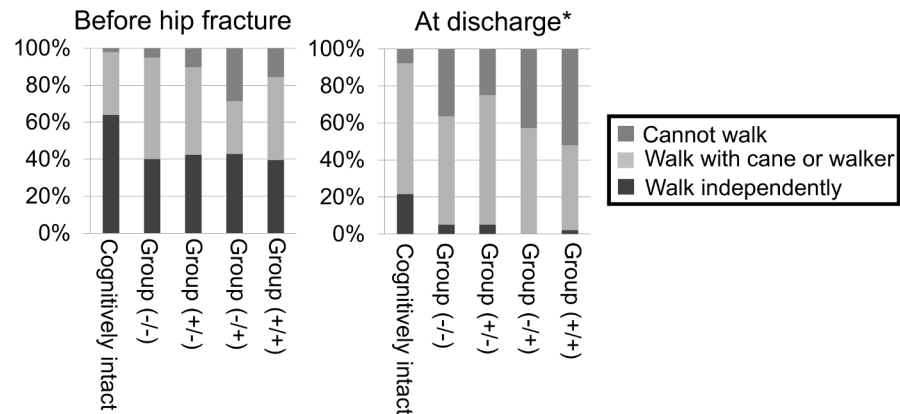 Before hip fracture
100%
80%
60%
40%
20%
0%
Cognitively intact
Group (-/-)
Group (+/-)
Group (-/+)
Group (+/+)
At discharge*
100%
80%
60%
40%
20%
0%
Cognitively intact
Group (-/-)
Group (+/-)
Group (-/+)
Group (+/+)
Cannot walk
Walk with cane or walker
Walk independently